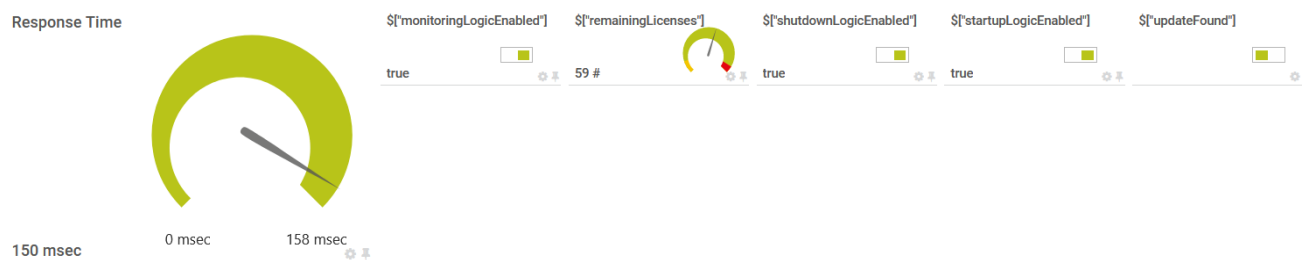 Response Time
0 msec
158 msec
150 msec
$["monitoringLogicEnabled"]
true
$["remainingLicenses"]
59 #
$["shutdownLogicEnabled"]
true
$["startupLogicEnabled"]
true
$["updateFound"]